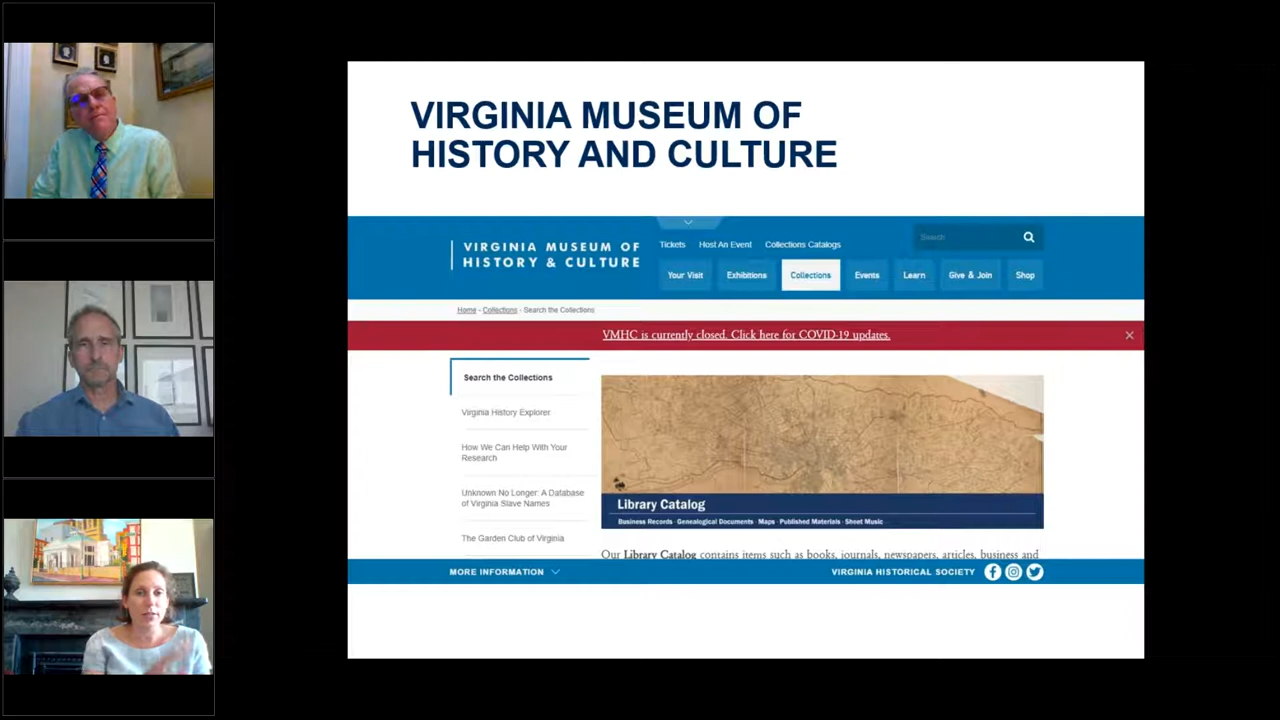 VIRGINIA MUSEUM OF
HISTORY AND CULTURE
VIRGINIA MUSEUM OF
HISTORY & CULTURE
Tickets Host An Event Collections Catalogs
Search
Your Visit Exhibitions Collections Events Learn Give & Join Shop
Home - Collections - Search the Collections
VMHC is currently closed. Click here for COVID-19 updates.
Search the Collections
Virginia History Explorer
How We Can Help With Your
Research
Unknown No Longer: A Database
of Virginia Slave Names
The Garden Club of Virginia
Library Catalog
Business Records · Genealogical Documents · Maps · Published Materials · Sheet Music
Our Library Catalog contains items such as books, journals, newspapers, articles, business and
MORE INFORMATION
VIRGINIA HISTORICAL SOCIETY